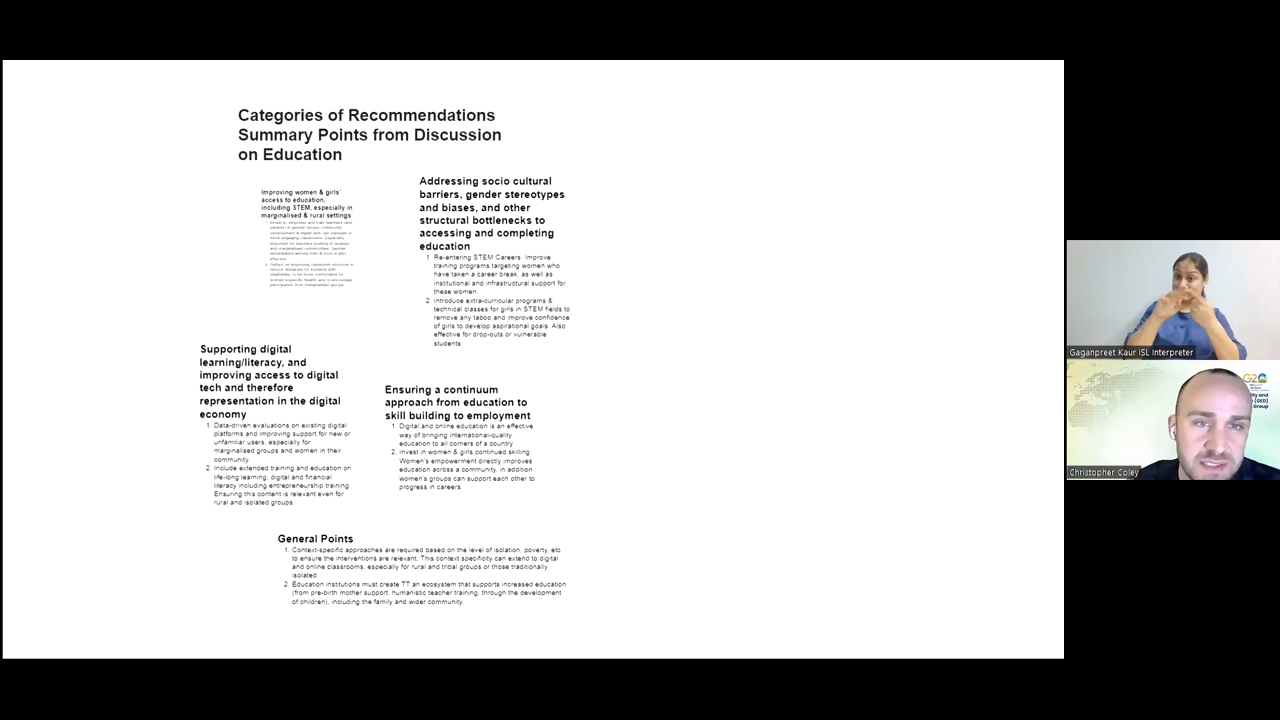 Categories of Recommendations
Summary Points from Discussion
on Education
Improving women & girls'
access to education,
including STEM, especially in
marginalised & rural settings
Addressing socio cultural
barriers, gender stereotypes
and biases, and other
structural bottlenecks to
accessing and completing
education
1. Re-entering STEM Careers: Improve
training programs targeting women who
have taken a career break, as well as
institutional and infrastructural support for
these women.
2. Introduce extra-curricular programs &
technical classes for girls in STEM fields to
remove any taboo and improve confidence
of girls to develop aspirational goals. Also
effective for drop-outs or vulnerable
students.
Supporting digital
learning/literacy, and
improving access to digital
tech and therefore
representation in the digital
economy
1. Data-driven evaluations on existing digital
platforms and improving support for new or
unfamiliar users, especially for
marginalised groups and women in their
community.
2. Include extended training and education on
life-long learning, digital and financial
literacy including entrepreneurship training.
Ensuring this content is relevant even for
rural and isolated groups.
Ensuring a continuum
approach from education to
skill building to employment
1. Digital and online education is an effective
way of bringing international-quality
education to all corners of a country.
2. Invest in women & girls continued skilling.
Women's empowerment directly improves
education across a community, in addition
women's groups can support each other to
progress in careers.
General Points
1. Context-specific approaches are required based on the level of isolation, poverty, etc
to ensure the interventions are relevant. This context specificity can extend to digital
and online classrooms, especially for rural and tribal groups or those traditionally
isolated.
2. Education institutions must create TT an ecosystem that supports increased education
(from pre-birth mother support, humanistic teacher training, through the development
of children), including the family and wider community.
Gaganpreet Kaur ISL Interpreter
G20
Group
Christopher Coley